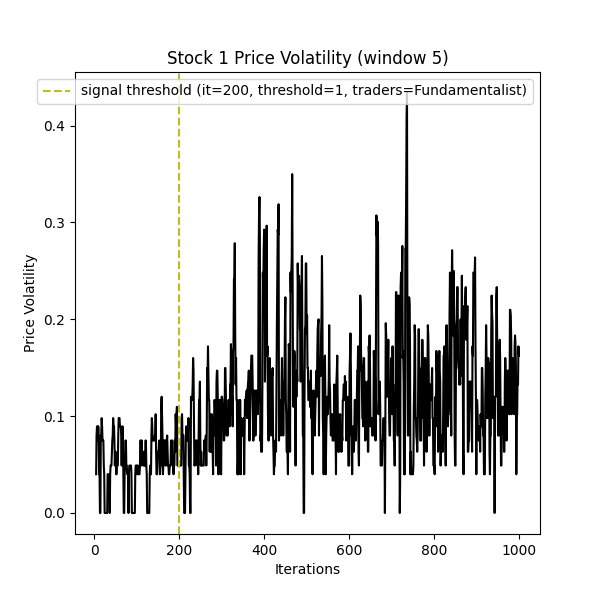 Stock 1 Price Volatility (window 5)
signal threshold (it=200, threshold=1, traders=Fundamentalist)
Price Volatility
0.4
0.3
0.2
0.1
0.0
0 200 400 600 800 1000
Iterations